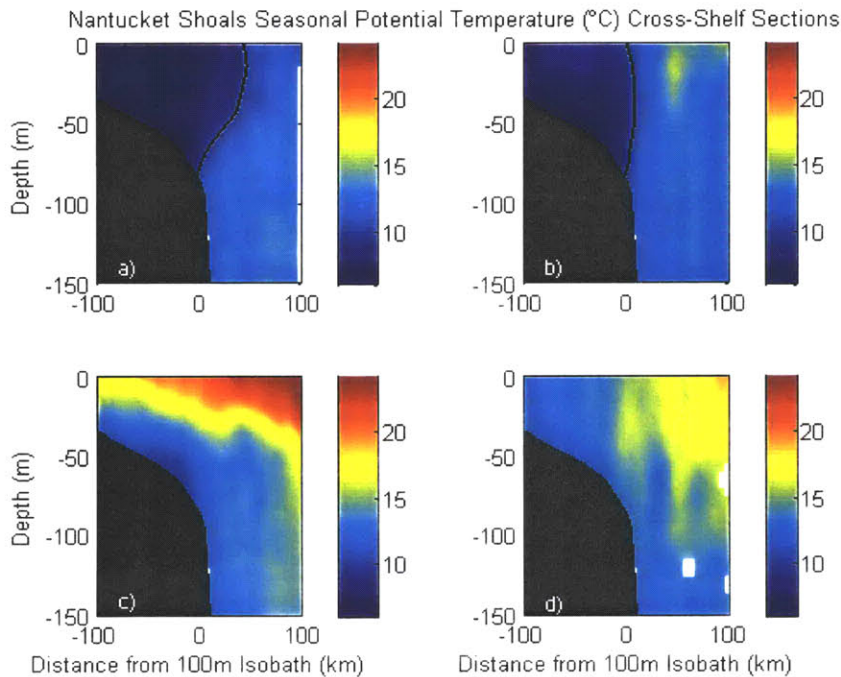 Nantucket Shoals Seasonal Potential Temperature (°C) Cross-Shelf Sections
0
-50
-100
-150
Depth (m)
a)
-100 0 100
20
15
10
0
-50
-100
-150
b)
-100 0 100
20
15
10
0
-50
-100
-150
Depth (m)
c)
-100 0 100
Distance from 100m Isobath (km)
20
15
10
0
-50
-100
-150
d)
-100 0 100
Distance from 100m Isobath (km)
20
15
10